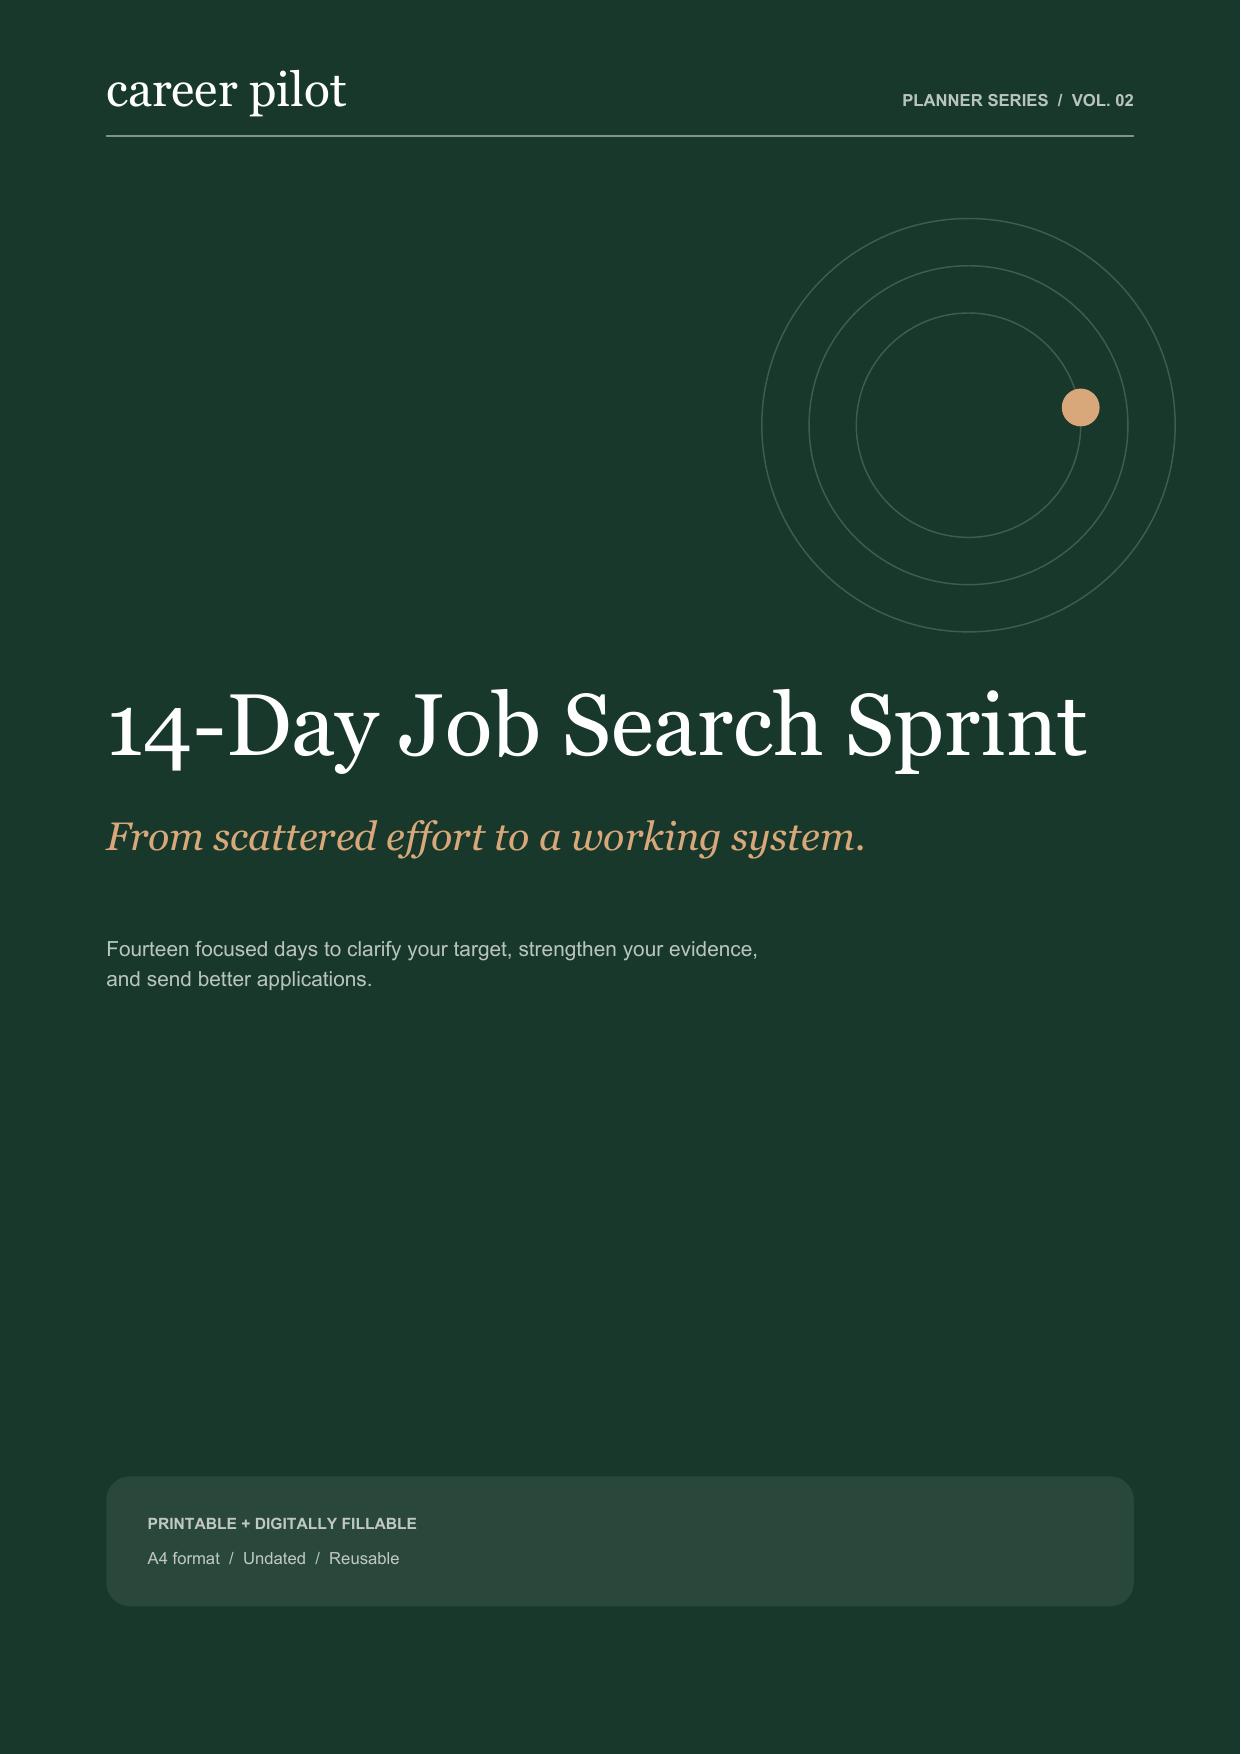 career pilot
PLANNER SERIES / VOL. 02
14-Day Job Search Sprint
From scattered effort to a working system.
Fourteen focused days to clarify your target, strengthen your evidence,
and send better applications.
PRINTABLE + DIGITALLY FILLABLE
A4 format / Undated / Reusable